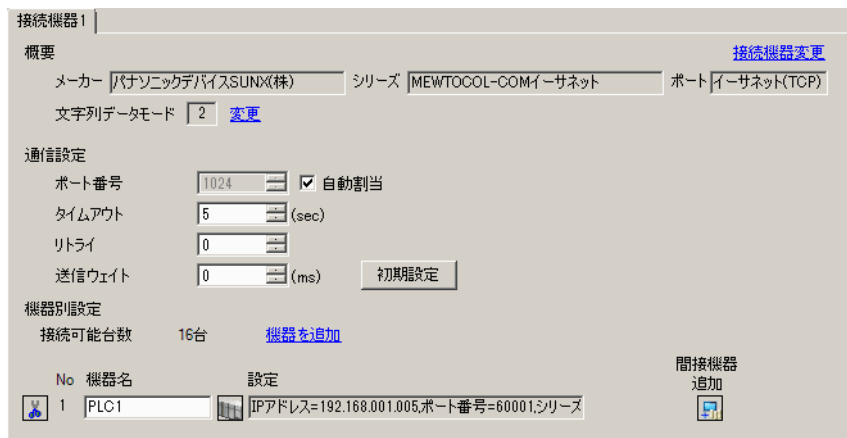 接続機器1
概要
接続機器変更
メーカー パナソニックデバイスSUNX(株) シリーズ MEWTOCOL-COMイーサネット ポート イーサネット(TCP)
文字列データモード 2 変更
通信設定
ポート番号 1024 自動割当
タイムアウト 5 (sec)
リトライ 0
送信ウェイト 0 (ms) 初期設定
機器別設定
接続可能台数 16台 機器を追加
間接機器
No 機器名 設定 追加
1 PLC1 IPアドレス=192.168.001.005,ポート番号=60001,シリーズ